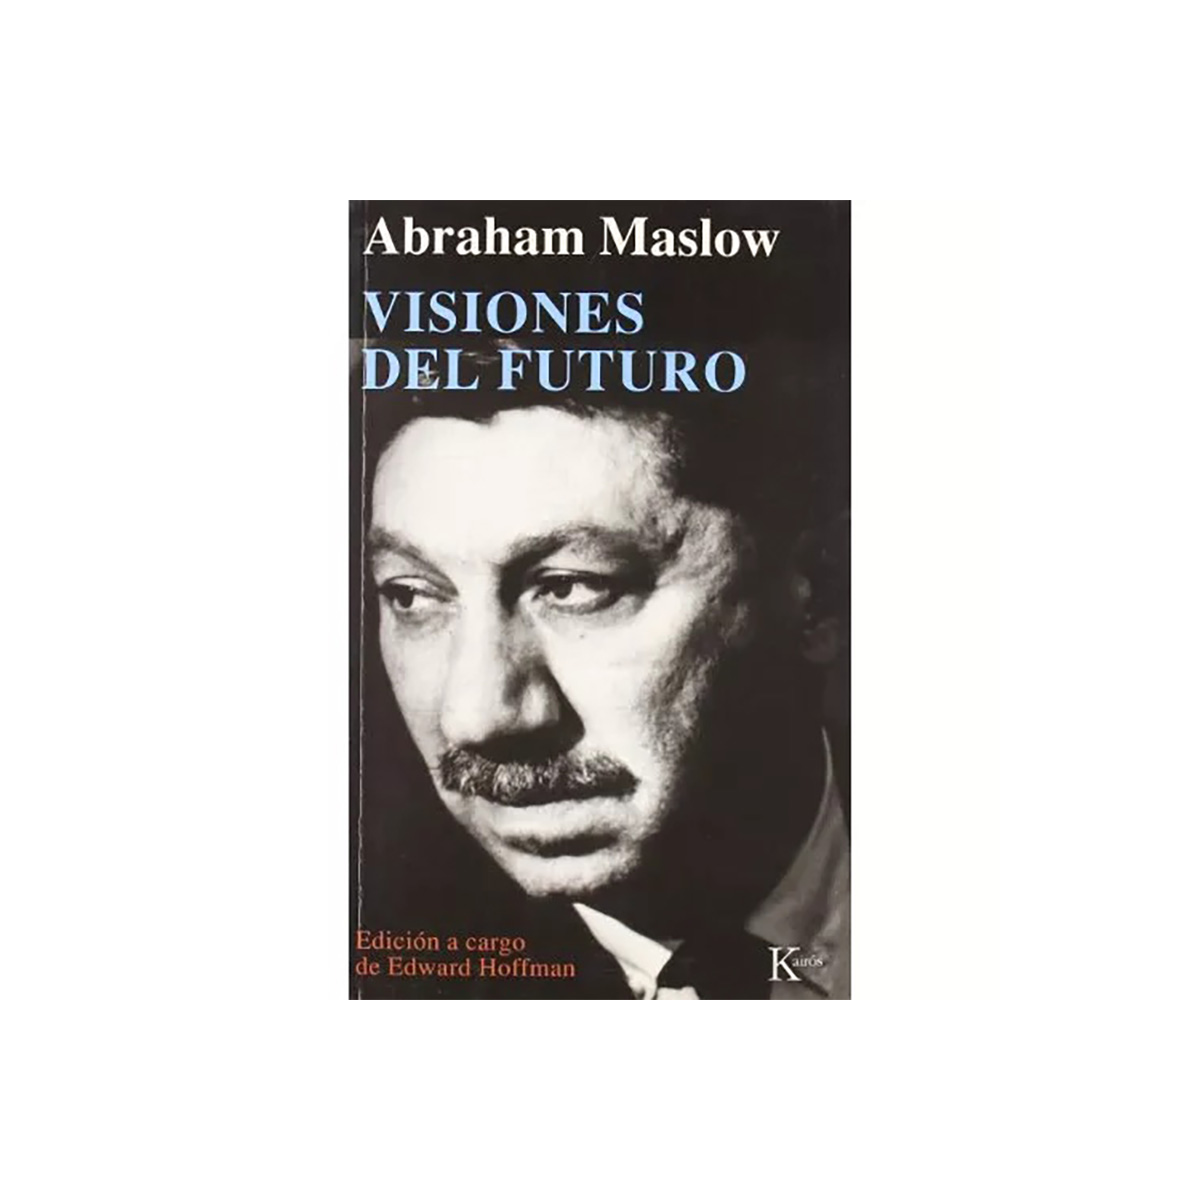 Abraham Maslow
VISIONES
DEL FUTURO
Edición a cargo
de Edward Hoffman
Kairós